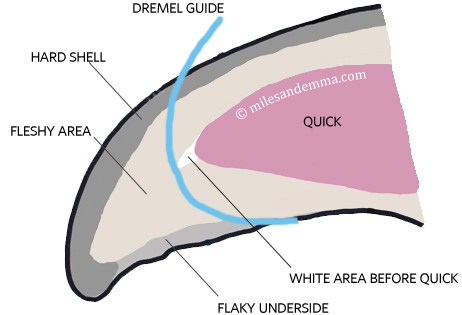 DREMEL GUIDE
HARD SHELL
© milesandemma.com
FLESHY AREA
QUICK
WHITE AREA BEFORE QUICK
FLAKY UNDERSIDE